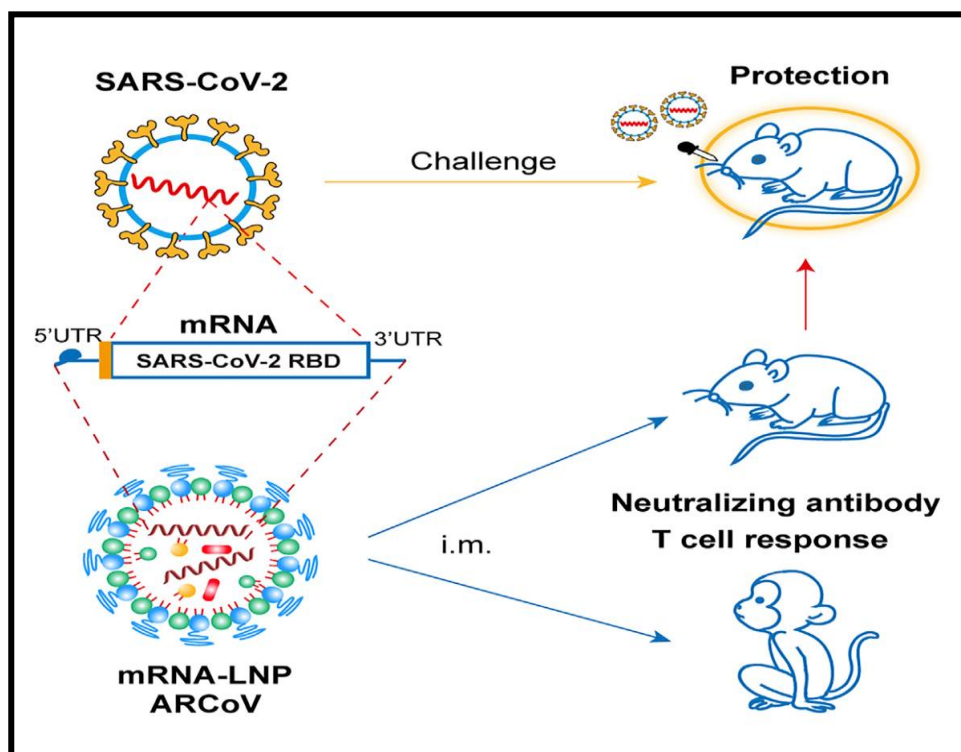 SARS-CoV-2
Protection
Challenge
5’UTR
mRNA
3’UTR
SARS-CoV-2 RBD
i.m.
Neutralizing antibody
T cell response
mRNA-LNP
ARCoV